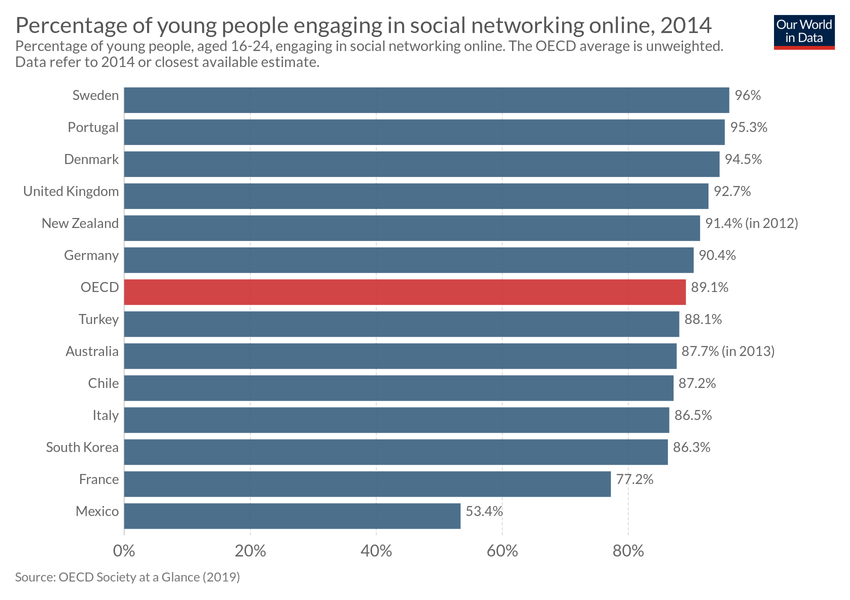 Percentage of young people engaging in social networking online, 2014
Our World
in Data
Percentage of young people, aged 16-24, engaging in social networking online. The OECD average is unweighted.
Data refer to 2014 or closest available estimate.
Sweden 96%
Portugal 95.3%
Denmark 94.5%
United Kingdom 92.7%
New Zealand 91.4% (in 2012)
Germany 90.4%
OECD 89.1%
Turkey 88.1%
Australia 87.7% (in 2013)
Chile 87.2%
Italy 86.5%
South Korea 86.3%
France 77.2%
Mexico 53.4%
0% 20% 40% 60% 80%
Source: OECD Society at a Glance (2019)